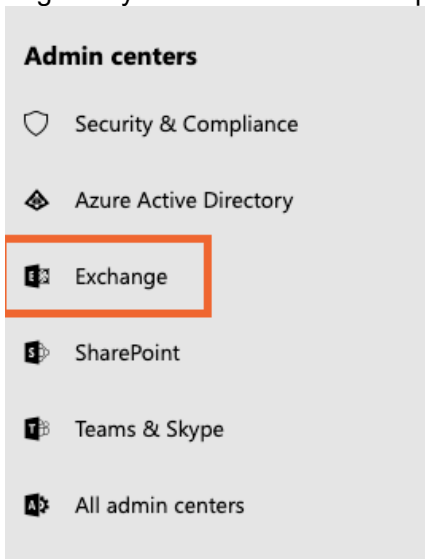 Admin centers
Security & Compliance
Azure Active Directory
Exchange
SharePoint
Teams & Skype
All admin centers